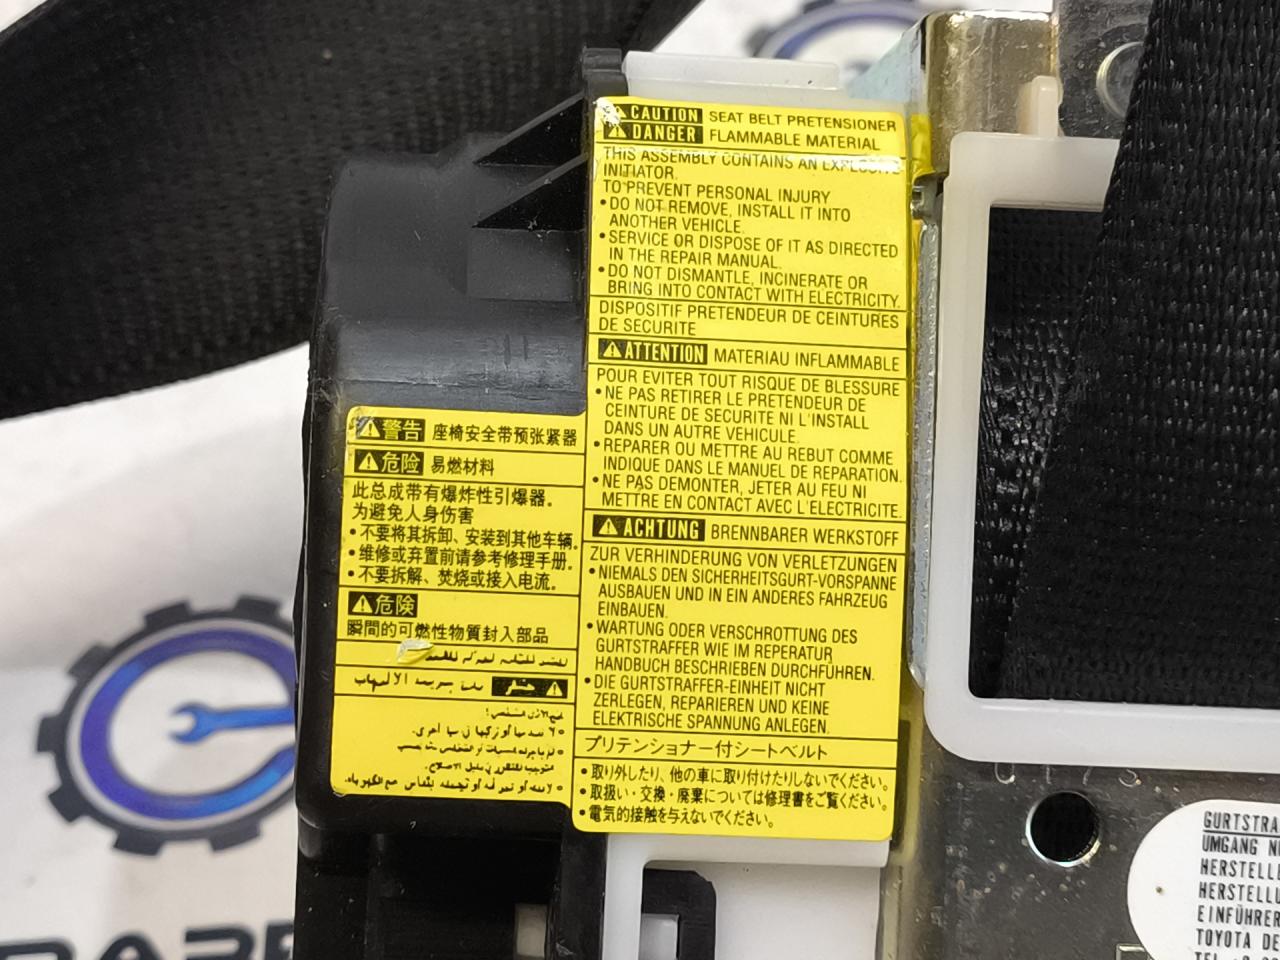 CAUTION SEAT BELT PRETENSIONER
DANGER FLAMMABLE MATERIAL
THIS ASSEMBLY CONTAINS AN EXPLOSIVE
INITIATOR.
TO PREVENT PERSONAL INJURY
• DO NOT REMOVE, INSTALL IT INTO
ANOTHER VEHICLE.
• SERVICE OR DISPOSE OF IT AS DIRECTED
IN THE REPAIR MANUAL.
• DO NOT DISMANTLE, INCINERATE OR
BRING INTO CONTACT WITH ELECTRICITY.
DISPOSITIF PRETENDEUR DE CEINTURES
DE SECURITE
ATTENTION MATERIAU INFLAMMABLE
POUR EVITER TOUT RISQUE DE BLESSURE
• NE PAS RETIRER LE PRETENDEUR DE
CEINTURE DE SECURITE NI L'INSTALL
DANS UN AUTRE VEHICULE.
• REPARER OU METTRE AU REBUT COMME
INDIQUE DANS LE MANUEL DE REPARATION.
• NE PAS DEMONTER, JETER AU FEU NI
METTRE EN CONTACT AVEC L'ELECTRICITE.
ACHTUNG BRENNBARER WERKSTOFF
ZUR VERHINDERUNG VON VERLETZUNGEN
• NIEMALS DEN SICHERHEITSGURT-VORSPANNE
AUSBAUEN UND IN EIN ANDERES FAHRZEUG
EINBAUEN.
• WARTUNG ODER VERSCHROTTUNG DES
GURTSTRAFFER WIE IM REPERATUR
HANDBUCH BESCHRIEBEN DURCHFÜHREN.
• DIE GURTSTRAFFER-EINHEIT NICHT
ZERLEGEN, REPARIEREN UND KEINE
ELEKTRISCHE SPANNUNG ANLEGEN.
プリテンショナー付シートベルト
• 取り外したり、他の車に取り付けたりしないでください。
• 取扱い・交換・廃棄については修理書をご覧ください。
• 電気的接触を与えないでください。
警告 座椅安全带预张紧器
危险 易燃材料
此总成带有爆炸性引爆器。
为避免人身伤害
• 不要将其拆卸、安装到其他车辆。
• 维修或弃置前请参考修理手册。
• 不要拆解、焚烧或接入电流。
危険
瞬間的可燃性物質封入部品
خطر مادة سريعة الالتهاب
GURTSTRA
UMGANG N
HERSTELLE
HERSTELLU
EINFÜHRER
TOYOTA DE